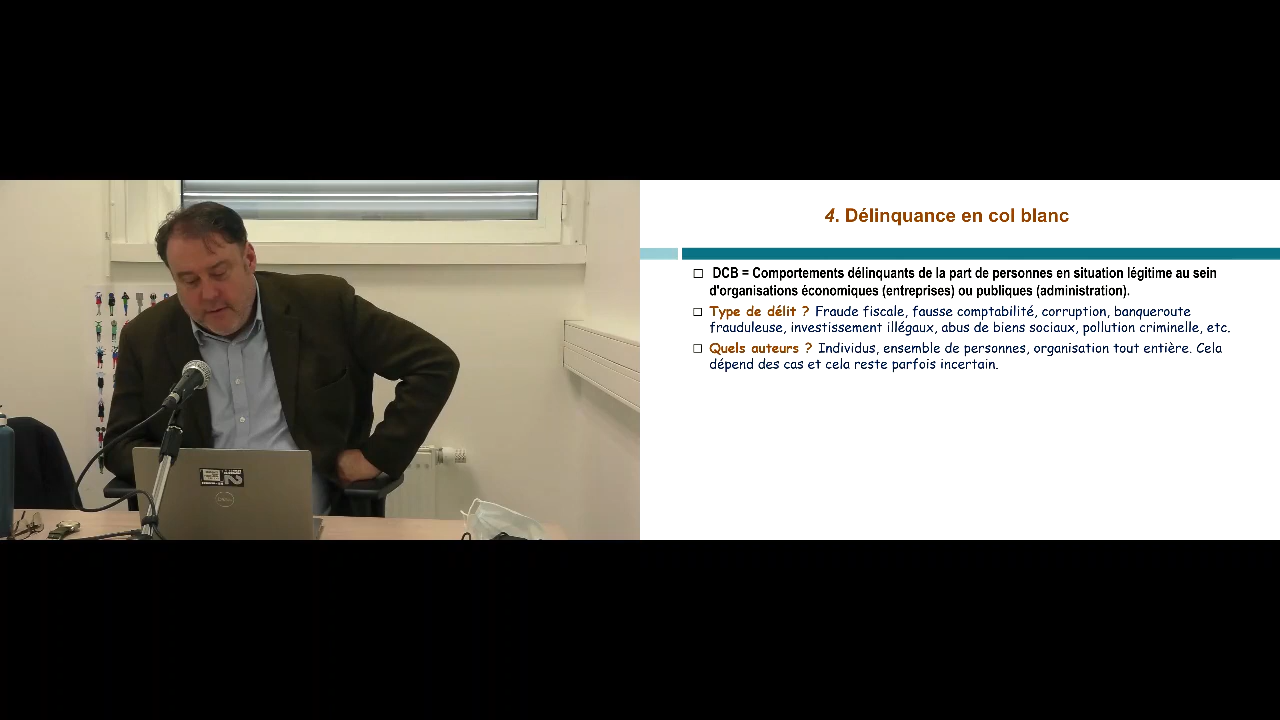 4. Délinquance en col blanc
DCB = Comportements délinquants de la part de personnes en situation légitime au sein
d'organisations économiques (entreprises) ou publiques (administration).
Type de délit ? Fraude fiscale, fausse comptabilité, corruption, banqueroute
frauduleuse, investissement illégaux, abus de biens sociaux, pollution criminelle, etc.
Quels auteurs ? Individus, ensemble de personnes, organisation tout entière. Cela
dépend des cas et cela reste parfois incertain.
DELL